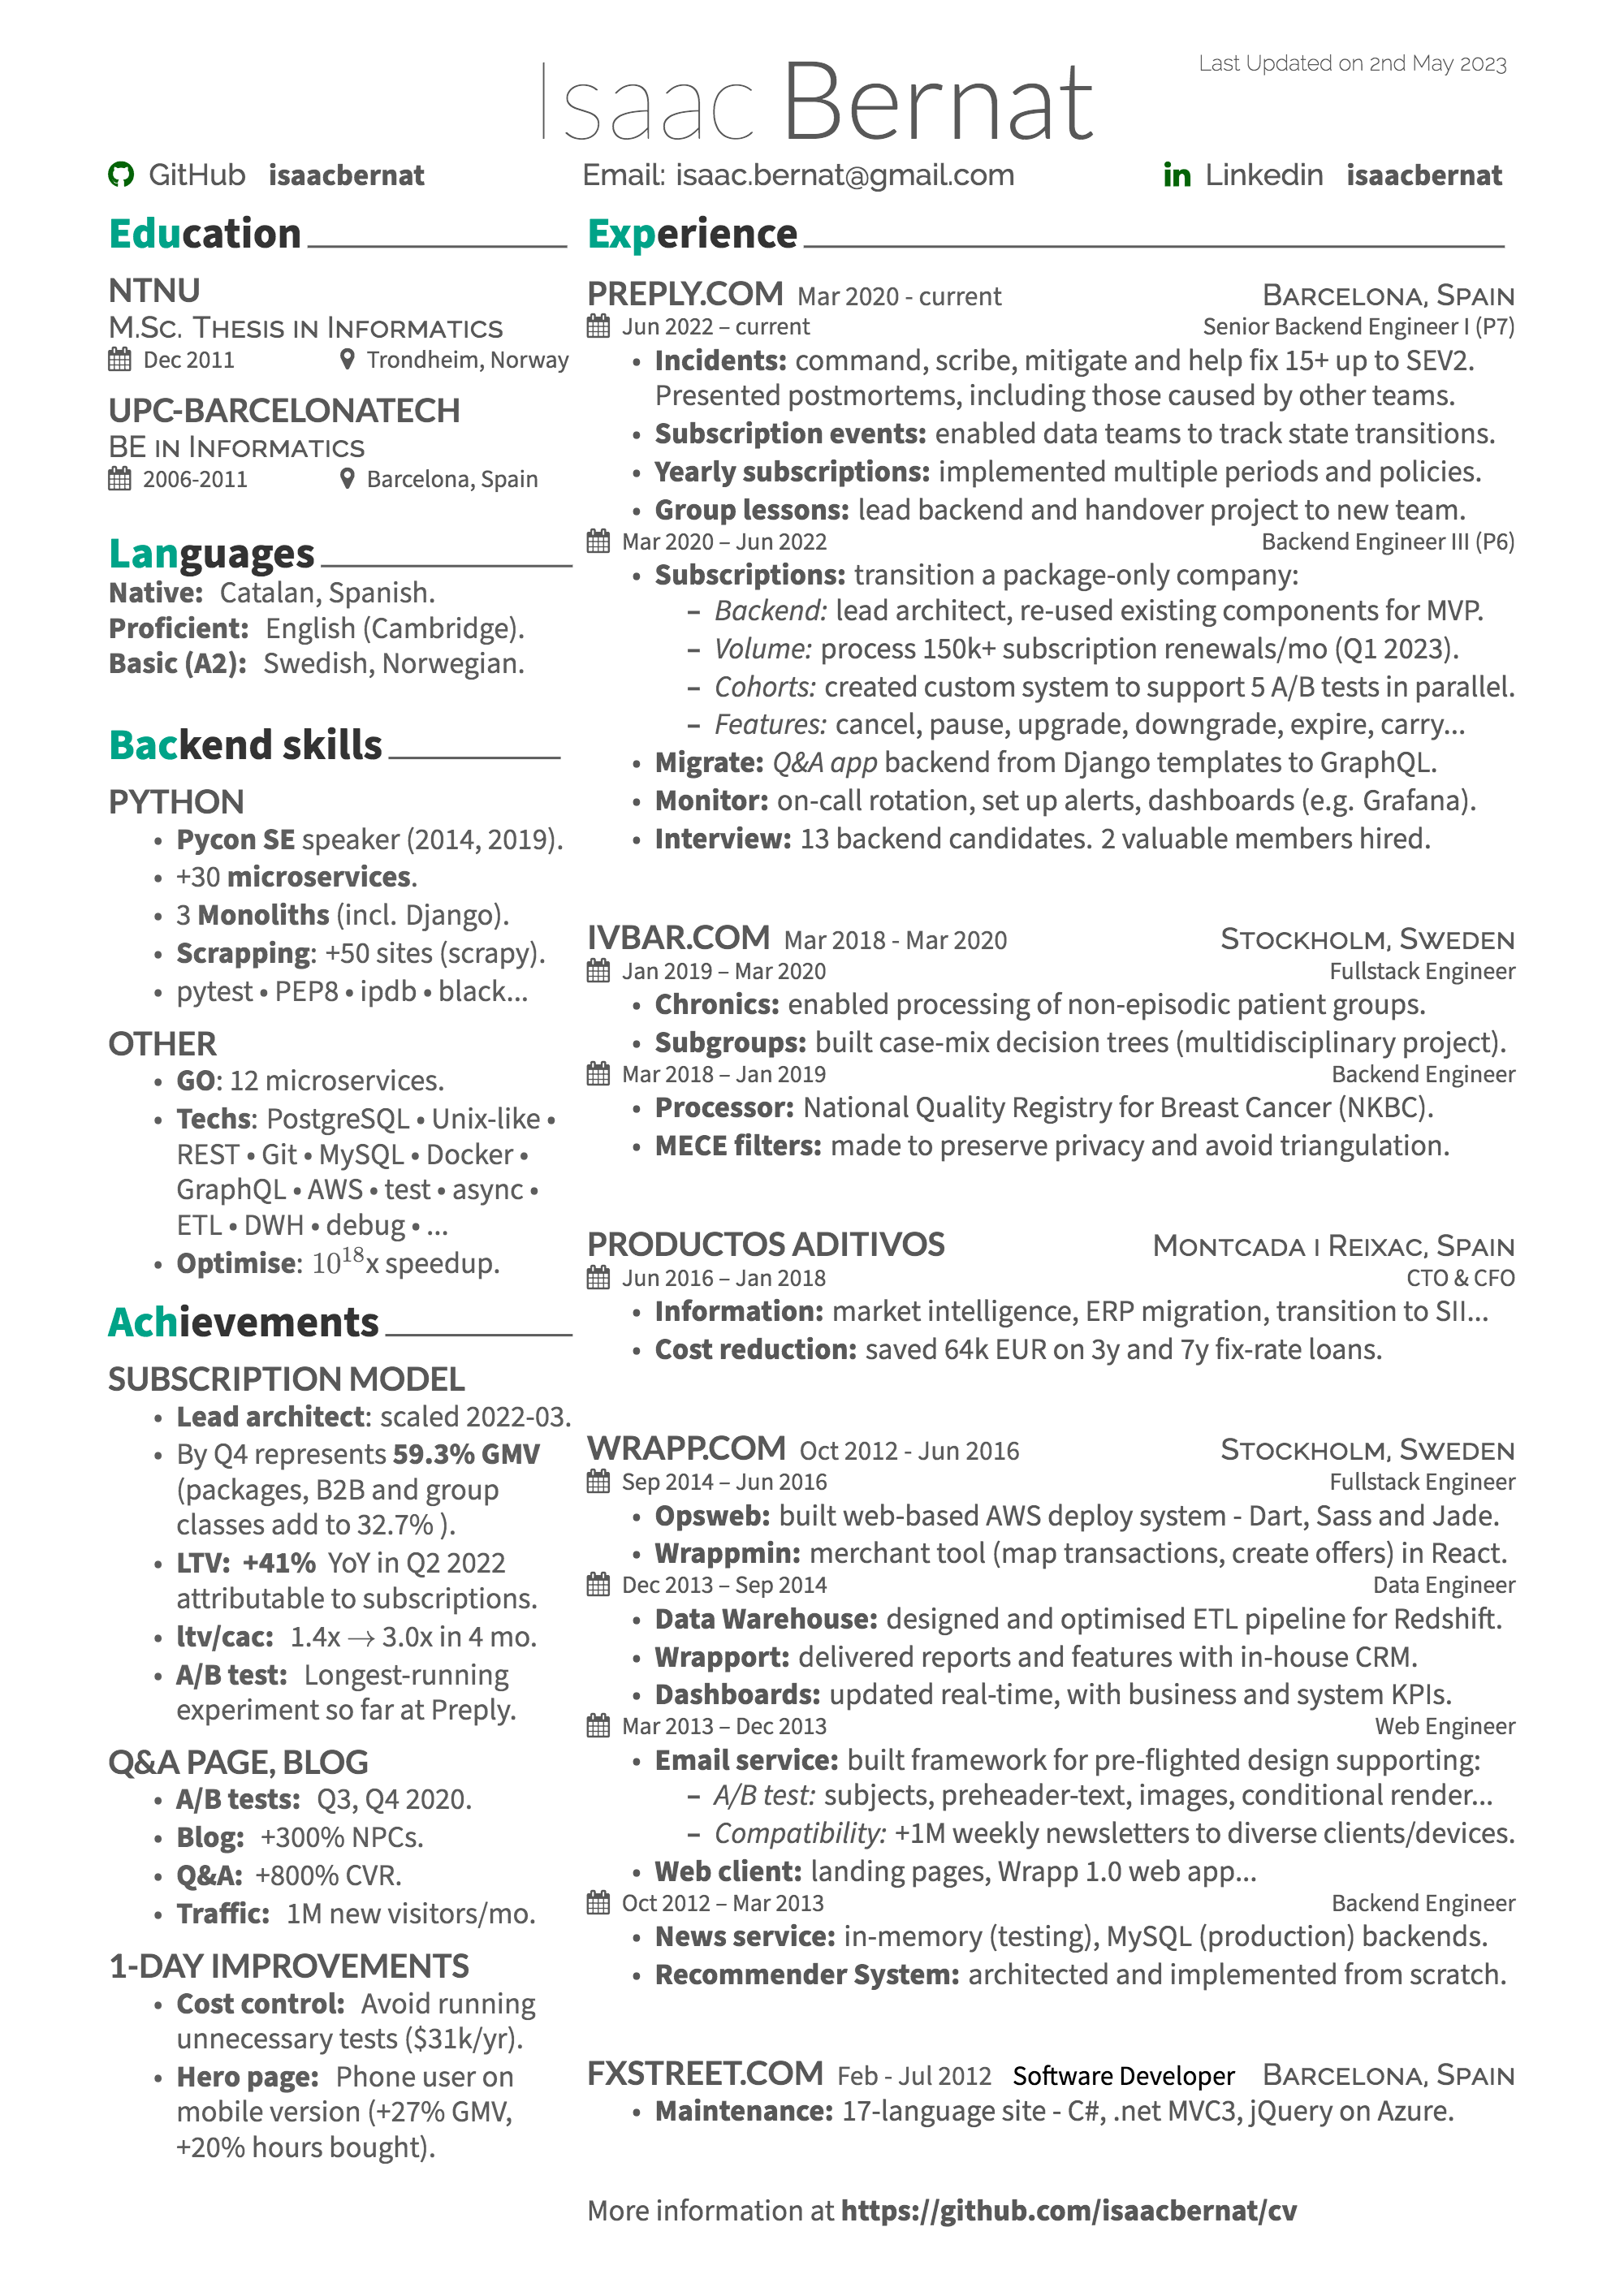 Last Updated on 2nd May 2023
Isaac Bernat
GitHub isaacbernat
Email: isaac.bernat@gmail.com
Linkedin isaacbernat
Education
NTNU
M.Sc. Thesis in Informatics
Dec 2011 Trondheim, Norway
UPC-BARCELONATECH
BE in Informatics
2006-2011 Barcelona, Spain
Languages
Native: Catalan, Spanish.
Proficient: English (Cambridge).
Basic (A2): Swedish, Norwegian.
Backend skills
PYTHON
• Pycon SE speaker (2014, 2019).
• +30 microservices.
• 3 Monoliths (incl. Django).
• Scrapping: +50 sites (scrapy).
• pytest • PEP8 • ipdb • black...
OTHER
• GO: 12 microservices.
• Techs: PostgreSQL • Unix-like •
REST • Git • MySQL • Docker •
GraphQL • AWS • test • async •
ETL • DWH • debug • ...
• Optimise: 10¹⁸x speedup.
Achievements
SUBSCRIPTION MODEL
• Lead architect: scaled 2022-03.
• By Q4 represents 59.3% GMV
(packages, B2B and group
classes add to 32.7% ).
• LTV: +41% YoY in Q2 2022
attributable to subscriptions.
• ltv/cac: 1.4x → 3.0x in 4 mo.
• A/B test: Longest-running
experiment so far at Preply.
Q&A PAGE, BLOG
• A/B tests: Q3, Q4 2020.
• Blog: +300% NPCs.
• Q&A: +800% CVR.
• Traffic: 1M new visitors/mo.
1-DAY IMPROVEMENTS
• Cost control: Avoid running
unnecessary tests ($31k/yr).
• Hero page: Phone user on
mobile version (+27% GMV,
+20% hours bought).
Experience
PREPLY.COM Mar 2020 - current Barcelona, Spain
Jun 2022 – current Senior Backend Engineer I (P7)
• Incidents: command, scribe, mitigate and help fix 15+ up to SEV2.
Presented postmortems, including those caused by other teams.
• Subscription events: enabled data teams to track state transitions.
• Yearly subscriptions: implemented multiple periods and policies.
• Group lessons: lead backend and handover project to new team.
Mar 2020 – Jun 2022 Backend Engineer III (P6)
• Subscriptions: transition a package-only company:
– Backend: lead architect, re-used existing components for MVP.
– Volume: process 150k+ subscription renewals/mo (Q1 2023).
– Cohorts: created custom system to support 5 A/B tests in parallel.
– Features: cancel, pause, upgrade, downgrade, expire, carry...
• Migrate: Q&A app backend from Django templates to GraphQL.
• Monitor: on-call rotation, set up alerts, dashboards (e.g. Grafana).
• Interview: 13 backend candidates. 2 valuable members hired.
IVBAR.COM Mar 2018 - Mar 2020 Stockholm, Sweden
Jan 2019 – Mar 2020 Fullstack Engineer
• Chronics: enabled processing of non-episodic patient groups.
• Subgroups: built case-mix decision trees (multidisciplinary project).
Mar 2018 – Jan 2019 Backend Engineer
• Processor: National Quality Registry for Breast Cancer (NKBC).
• MECE filters: made to preserve privacy and avoid triangulation.
PRODUCTOS ADITIVOS Montcada i Reixac, Spain
Jun 2016 – Jan 2018 CTO & CFO
• Information: market intelligence, ERP migration, transition to SII...
• Cost reduction: saved 64k EUR on 3y and 7y fix-rate loans.
WRAPP.COM Oct 2012 - Jun 2016 Stockholm, Sweden
Sep 2014 – Jun 2016 Fullstack Engineer
• Opsweb: built web-based AWS deploy system - Dart, Sass and Jade.
• Wrappmin: merchant tool (map transactions, create offers) in React.
Dec 2013 – Sep 2014 Data Engineer
• Data Warehouse: designed and optimised ETL pipeline for Redshift.
• Wrapport: delivered reports and features with in-house CRM.
• Dashboards: updated real-time, with business and system KPIs.
Mar 2013 – Dec 2013 Web Engineer
• Email service: built framework for pre-flighted design supporting:
– A/B test: subjects, preheader-text, images, conditional render...
– Compatibility: +1M weekly newsletters to diverse clients/devices.
• Web client: landing pages, Wrapp 1.0 web app...
Oct 2012 – Mar 2013 Backend Engineer
• News service: in-memory (testing), MySQL (production) backends.
• Recommender System: architected and implemented from scratch.
FXSTREET.COM Feb - Jul 2012 Software Developer Barcelona, Spain
• Maintenance: 17-language site - C#, .net MVC3, jQuery on Azure.
More information at https://github.com/isaacbernat/cv